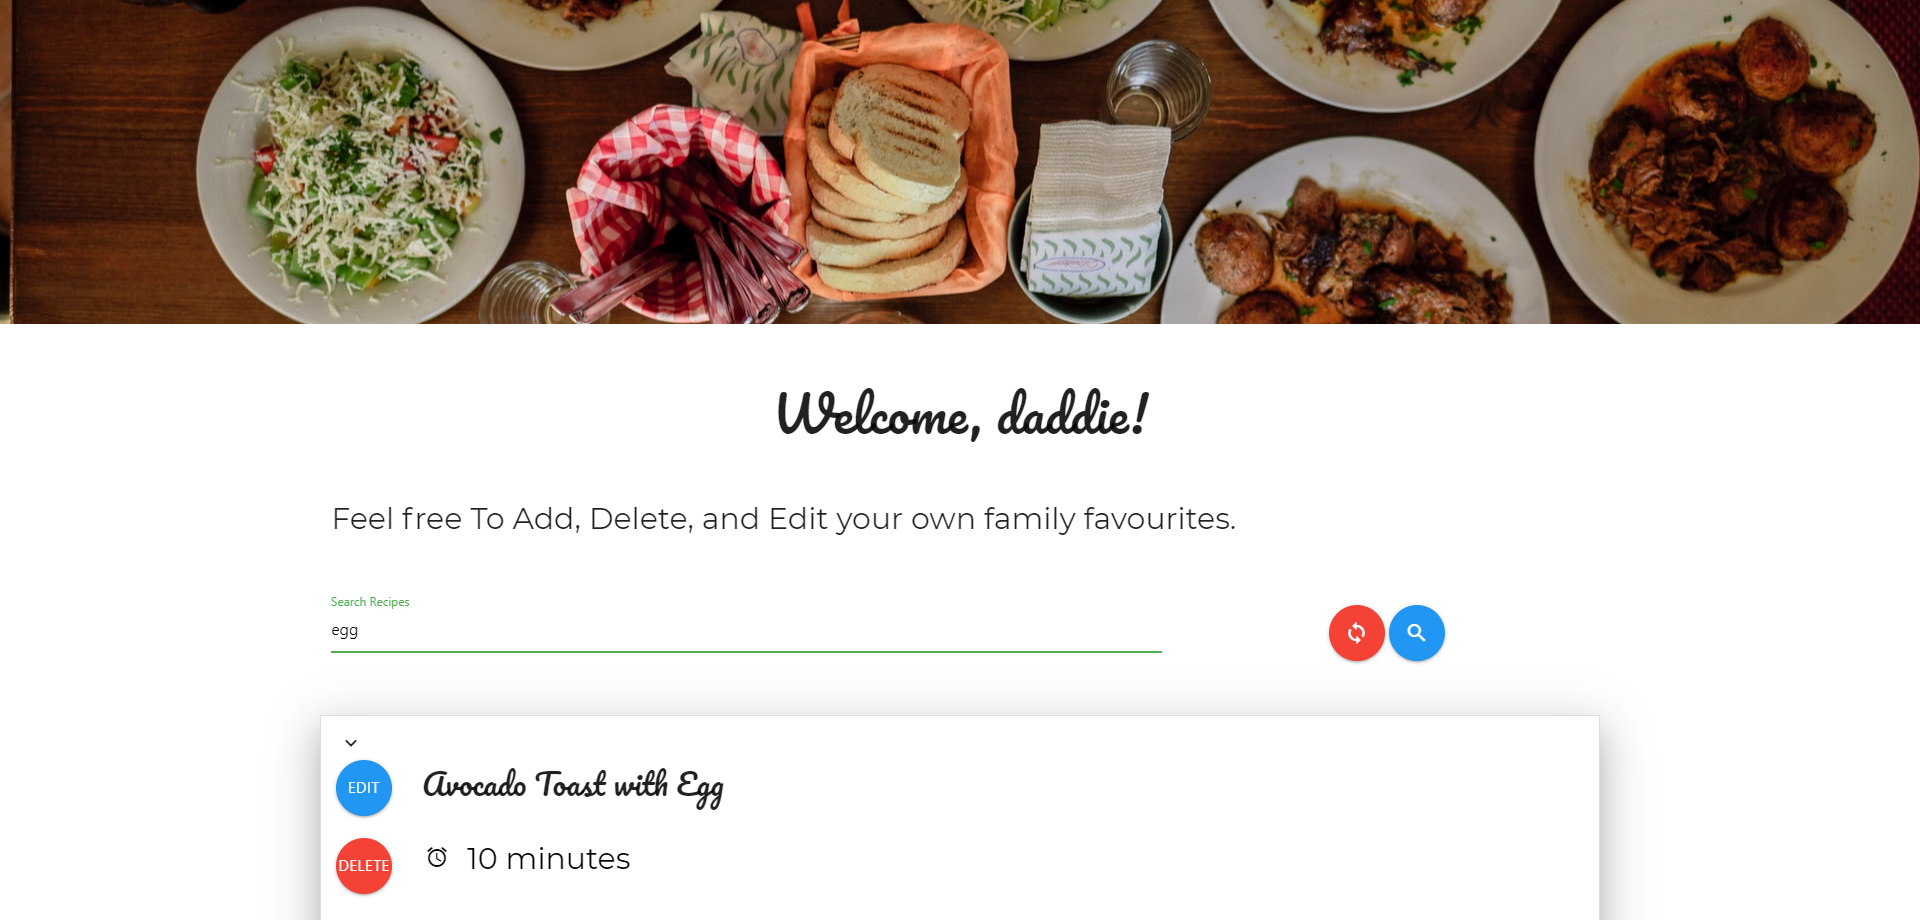 Welcome, daddie!
Feel free To Add, Delete, and Edit your own family favourites.
Search Recipes
egg
EDIT
Avocado Toast with Egg
DELETE
10 minutes